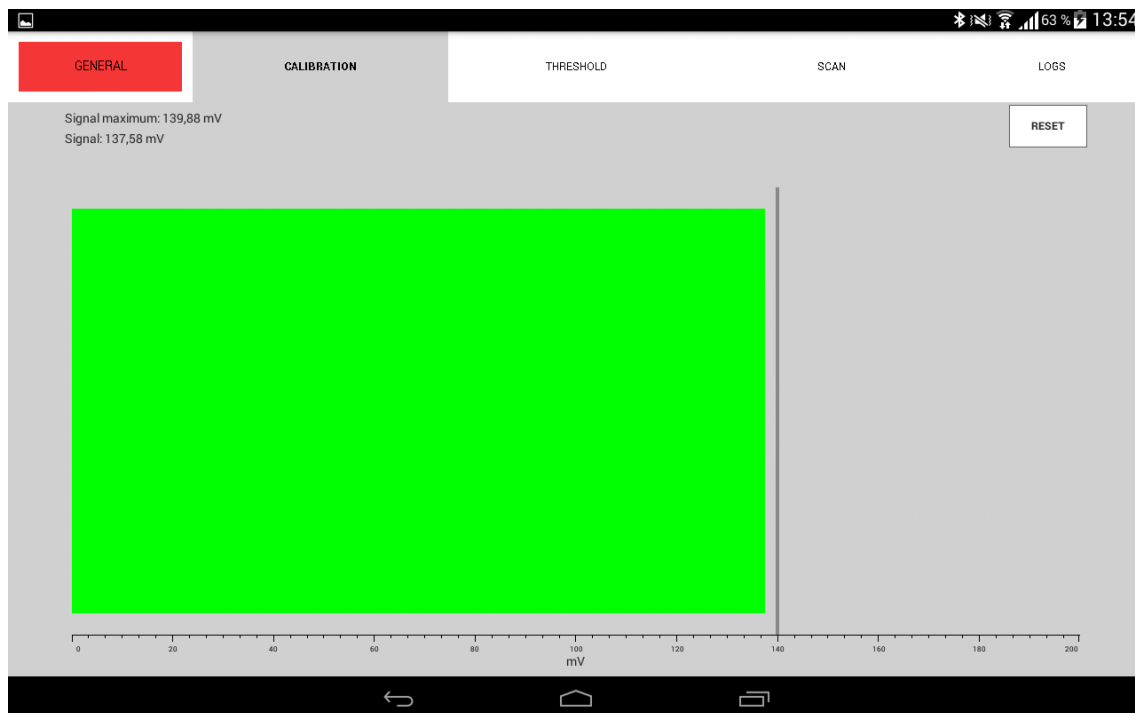 63 % 13:54
GENERAL CALIBRATION THRESHOLD SCAN LOGS
Signal maximum: 139,88 mV
Signal: 137,58 mV
RESET
0 20 40 60 80 100 120 140 160 180 200
mV